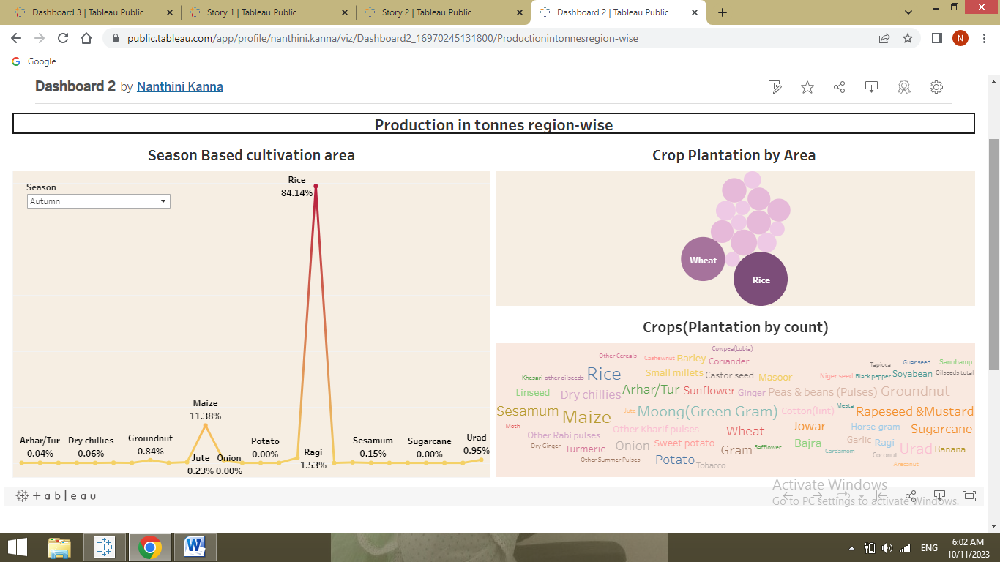 Dashboard 3 | Tableau Public
Story 1 | Tableau Public
Story 2 | Tableau Public
Dashboard 2 | Tableau Public
public.tableau.com/app/profile/nanthini.kanna/viz/Dashboard2_16970245131800/Productionintonnesregion-wise
N
Google
Dashboard 2 by Nanthini Kanna
Production in tonnes region-wise
Season Based cultivation area
Season
Autumn
Rice
84.14%
Maize
11.38%
Arhar/Tur
0.04%
Dry chillies
0.06%
Groundnut
0.84%
Jute
0.23%
Onion
0.00%
Potato
0.00%
Ragi
1.53%
Sesamum
0.15%
Sugarcane
0.00%
Urad
0.95%
Crop Plantation by Area
Wheat
Rice
Crops(Plantation by count)
Cowpea(Lobia)
Other Cereals Cashewnut Barley Coriander
Tapioca Guar seed Sannhamp
Khesari other oilseeds Rice Small millets Castor seed Masoor Niger seed Black pepper Soyabean Oilseeds total
Linseed Dry chillies Arhar/Tur Sunflower Ginger Peas & beans (Pulses) Groundnut
Sesamum Maize Jute Moong(Green Gram) Cotton(lint) Mesta Rapeseed &Mustard
Moth Other Rabi pulses Other Kharif pulses Wheat Jowar Horse-gram Sugarcane
Dry Ginger Turmeric Onion Sweet potato Gram Safflower Bajra Cardamom Garlic Ragi Urad Banana
Other Summer Pulses Potato Tobacco Coconut Arecanut
Activate Windows
Go to PC settings to activate Windows.
+ a b | e a u
W
ENG
6:02 AM
10/11/2023